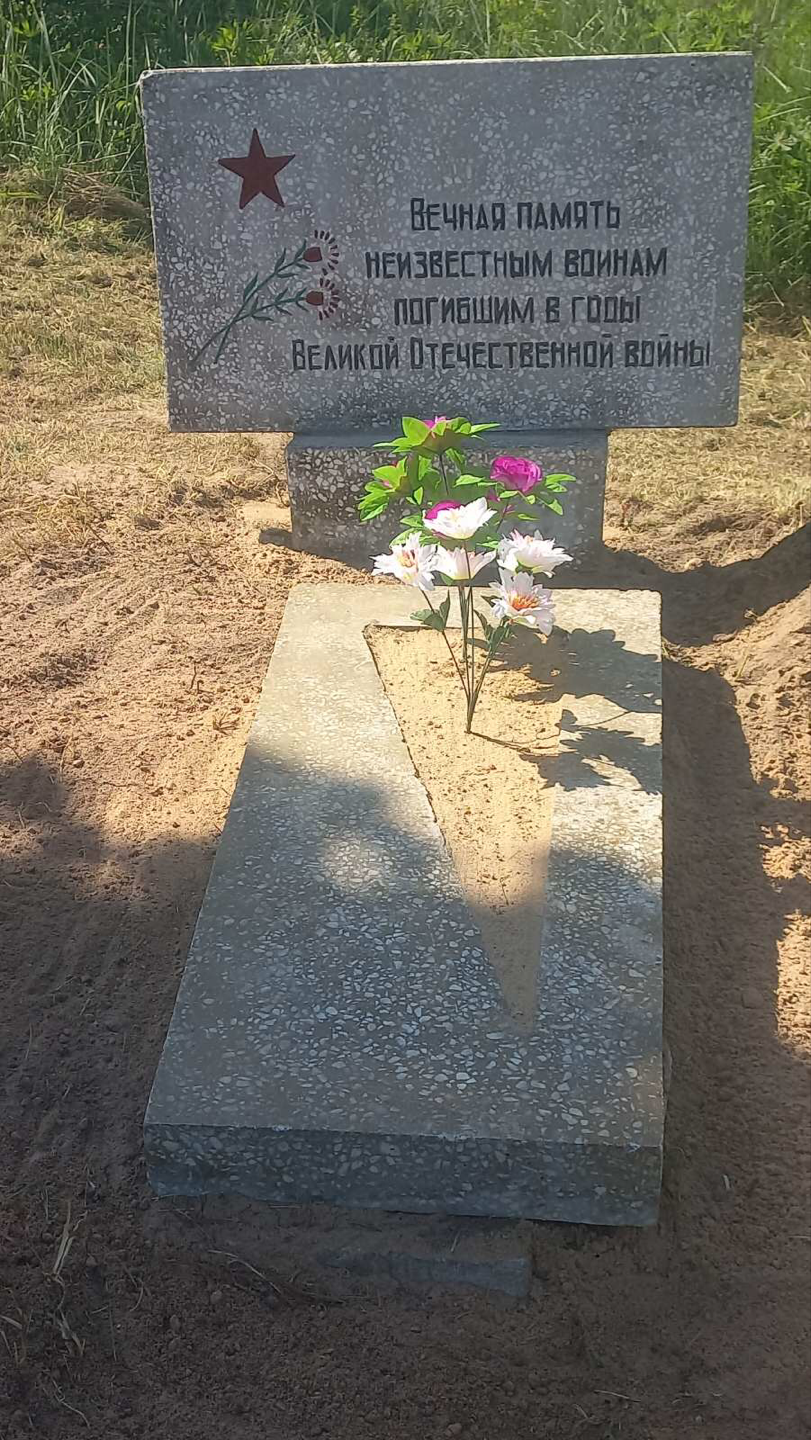 Вечная память
неизвестным воинам
погибшим в годы
Великой Отечественной войны